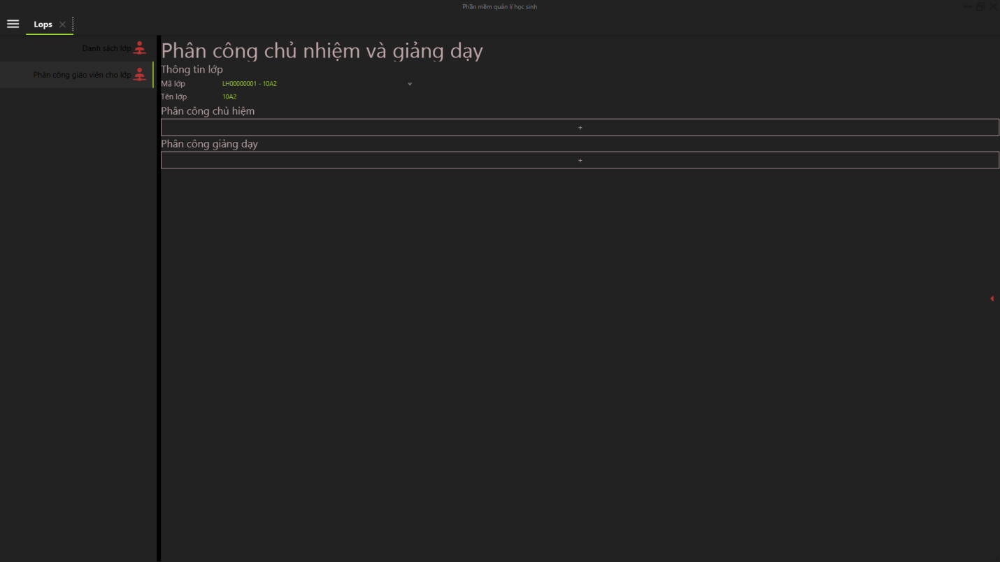 Phần mềm quản lí học sinh
Lops
Danh sách lớp
Phân công giáo viên cho lớp
Phân công chủ nhiệm và giảng dạy
Thông tin lớp
Mã lớp LH00000001 - 10A2
Tên lớp 10A2
Phân công chủ hiệm
+
Phân công giảng dạy
+